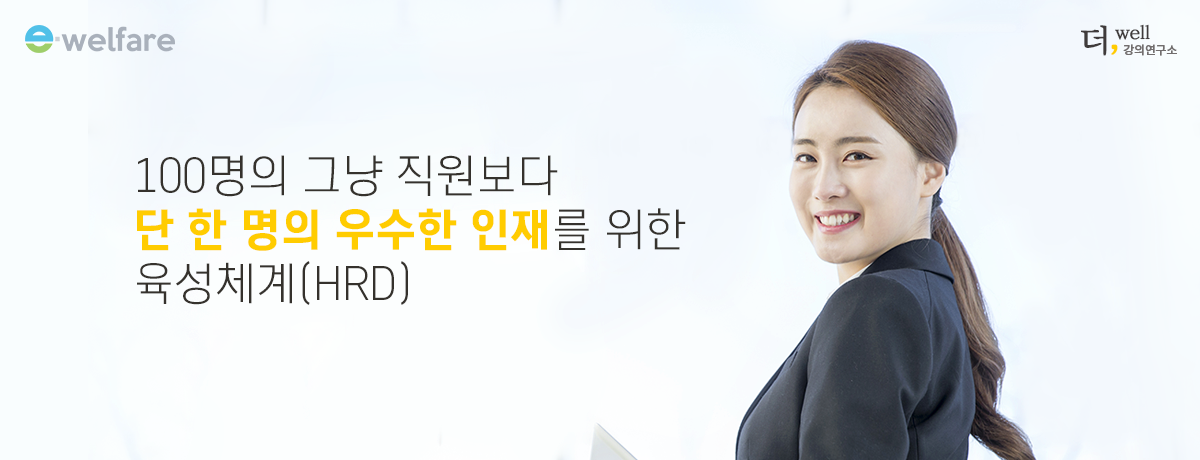 e-welfare
더, well
강의연구소
100명의 그냥 직원보다
단 한 명의 우수한 인재를 위한
육성체계(HRD)